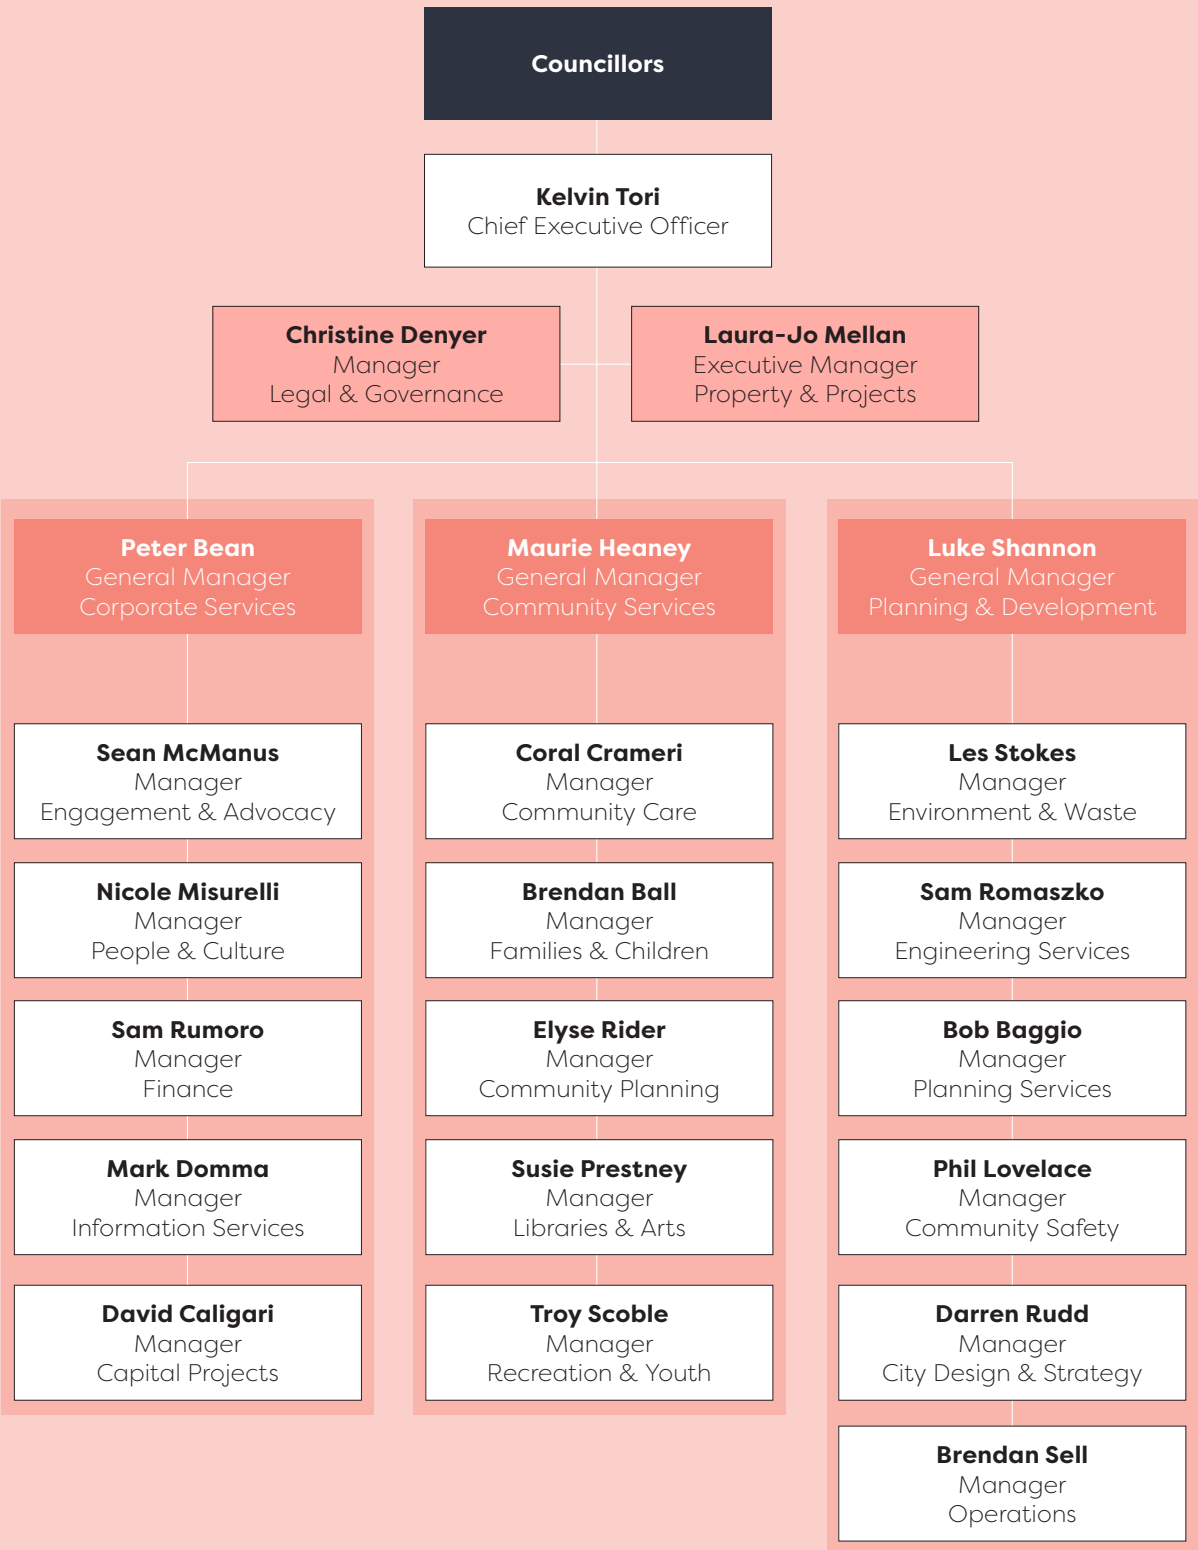 Councillors
Kelvin Tori
Chief Executive Officer
Christine Denyer
Manager
Legal & Governance
Laura-Jo Mellan
Executive Manager
Property & Projects
Peter Bean
General Manager
Corporate Services
Sean McManus
Manager
Engagement & Advocacy
Nicole Misurelli
Manager
People & Culture
Sam Rumoro
Manager
Finance
Mark Domma
Manager
Information Services
David Caligari
Manager
Capital Projects
Maurie Heaney
General Manager
Community Services
Coral Crameri
Manager
Community Care
Brendan Ball
Manager
Families & Children
Elyse Rider
Manager
Community Planning
Susie Prestney
Manager
Libraries & Arts
Troy Scoble
Manager
Recreation & Youth
Luke Shannon
General Manager
Planning & Development
Les Stokes
Manager
Environment & Waste
Sam Romaszko
Manager
Engineering Services
Bob Baggio
Manager
Planning Services
Phil Lovelace
Manager
Community Safety
Darren Rudd
Manager
City Design & Strategy
Brendan Sell
Manager
Operations